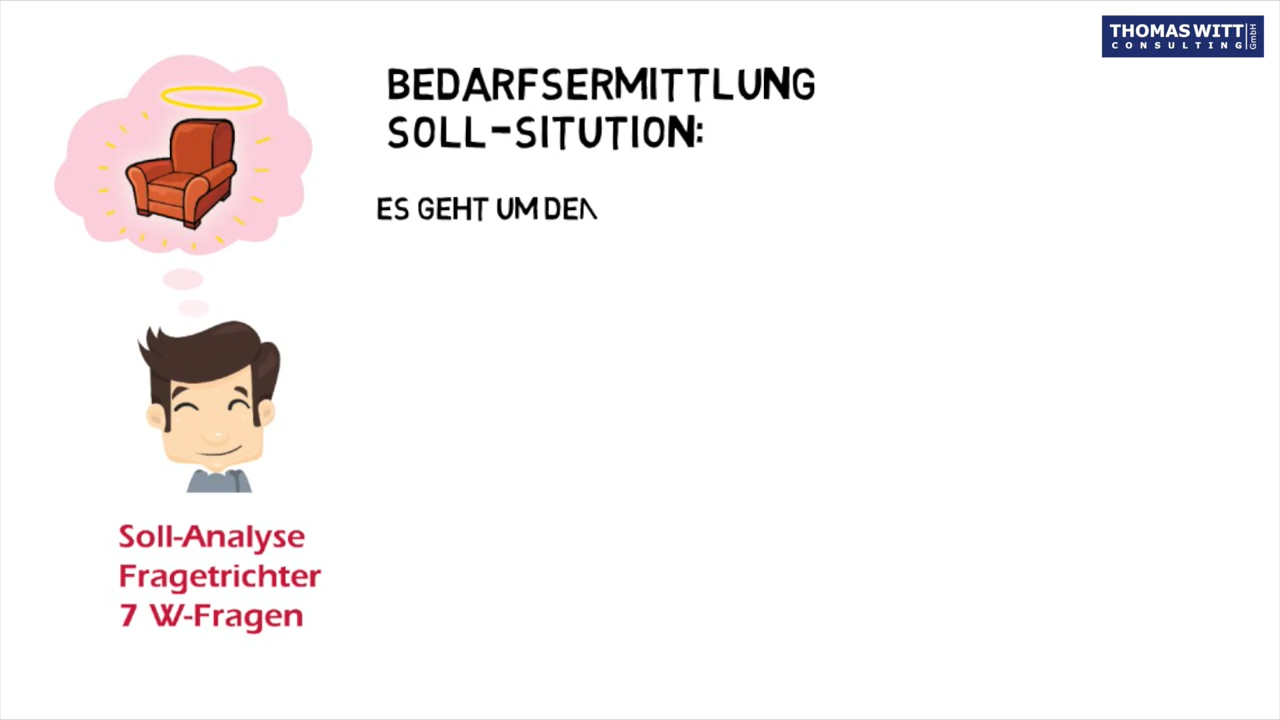 THOMAS WITT
CONSULTING GmbH
BEDARFSERMITTLUNG
SOLL-SITUTION:
ES GEHT UM DEN
Soll-Analyse
Fragetrichter
7 W-Fragen